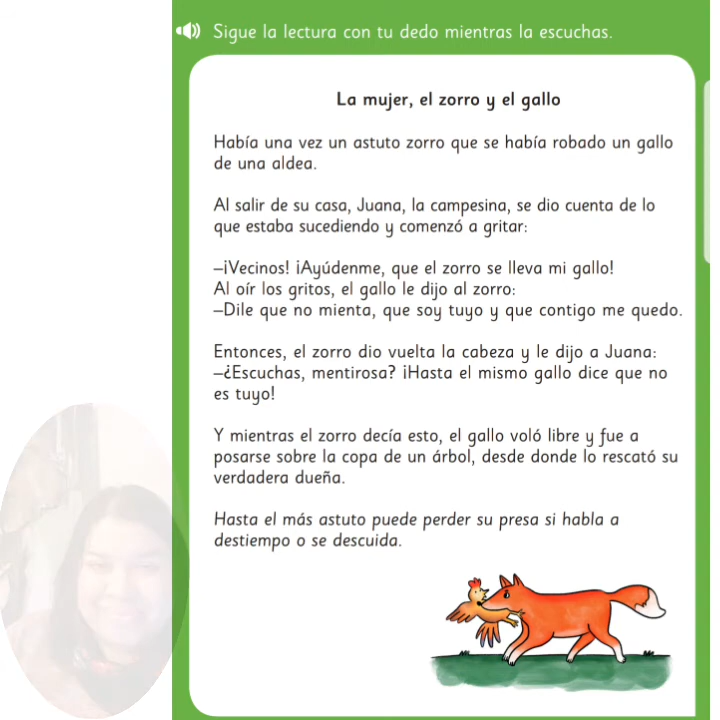 Sigue la lectura con tu dedo mientras la escuchas.
La mujer, el zorro y el gallo
Había una vez un astuto zorro que se había robado un gallo
de una aldea.
Al salir de su casa, Juana, la campesina, se dio cuenta de lo
que estaba sucediendo y comenzó a gritar:
—¡Vecinos! ¡Ayúdenme, que el zorro se lleva mi gallo!
Al oír los gritos, el gallo le dijo al zorro:
—Dile que no mienta, que soy tuyo y que contigo me quedo.
Entonces, el zorro dio vuelta la cabeza y le dijo a Juana:
—¿Escuchas, mentirosa? ¡Hasta el mismo gallo dice que no
es tuyo!
Y mientras el zorro decía esto, el gallo voló libre y fue a
posarse sobre la copa de un árbol, desde donde lo rescató su
verdadera dueña.
Hasta el más astuto puede perder su presa si habla a
destiempo o se descuida.